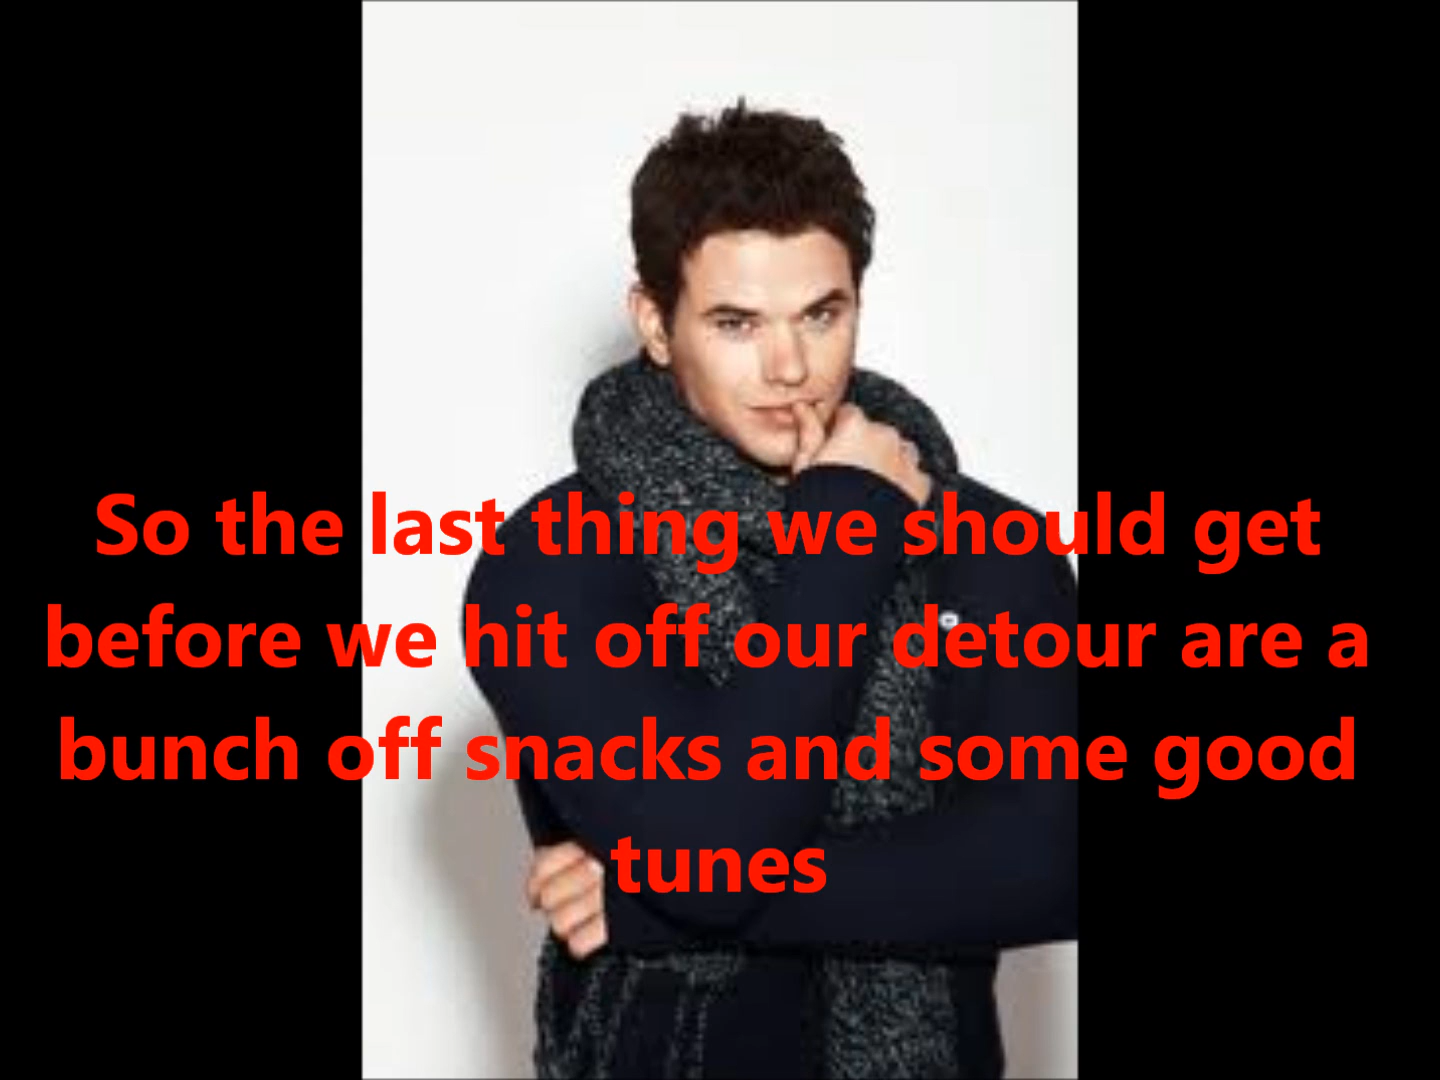 So the last thing we should get
before we hit off our detour are a
bunch off snacks and some good
tunes